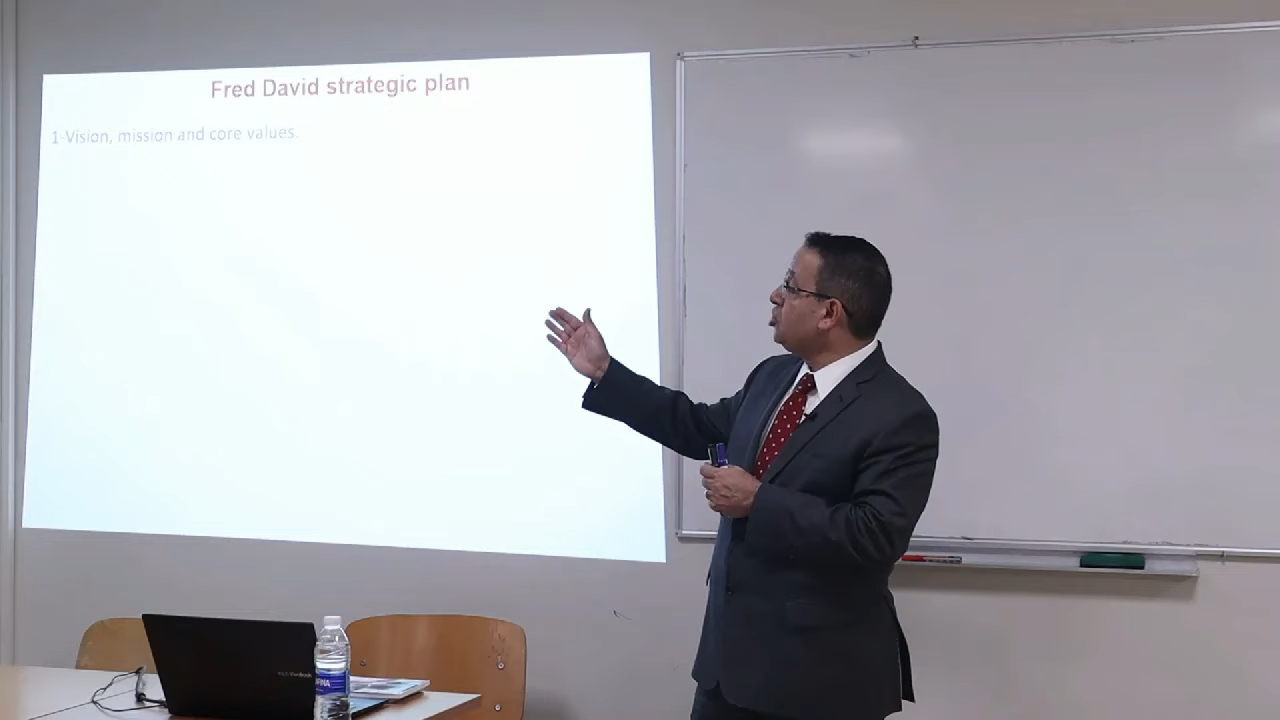 Fred David strategic plan
1-Vision, mission and core values.